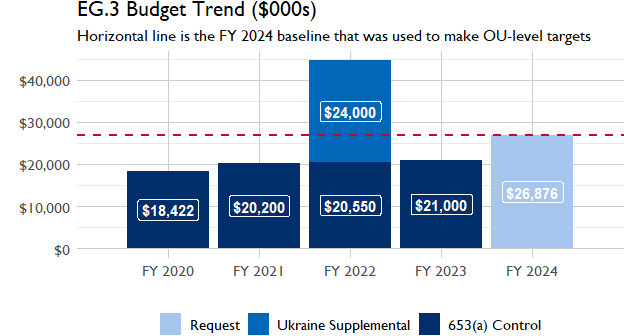 EG.3 Budget Trend ($000s)
Horizontal line is the FY 2024 baseline that was used to make OU-level targets
$40,000
$30,000
$20,000
$10,000
$0
$18,422
$20,200
$24,000
$20,550
$21,000
$26,876
FY 2020
FY 2021
FY 2022
FY 2023
FY 2024
Request
Ukraine Supplemental
653(a) Control